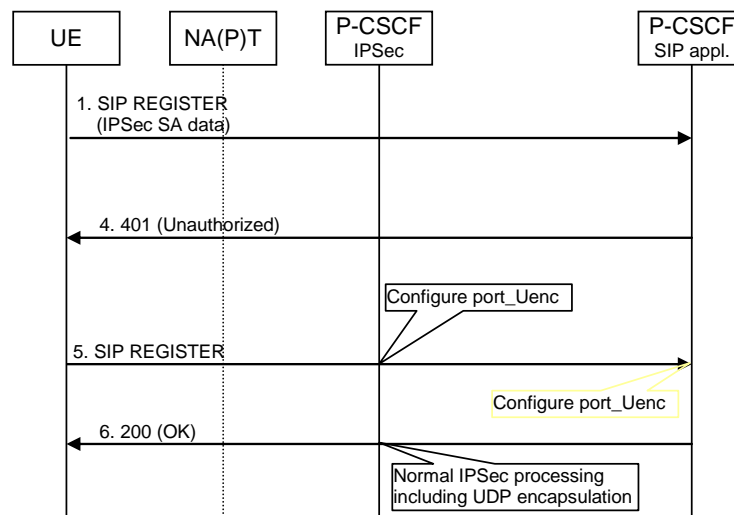 UE
NA(P)T
P-CSCF
IPSec
P-CSCF
SIP appl.
1. SIP REGISTER
(IPSec SA data)
4. 401 (Unauthorized)
Configure port_Uenc
5. SIP REGISTER
Configure port_Uenc
6. 200 (OK)
Normal IPSec processing
including UDP encapsulation